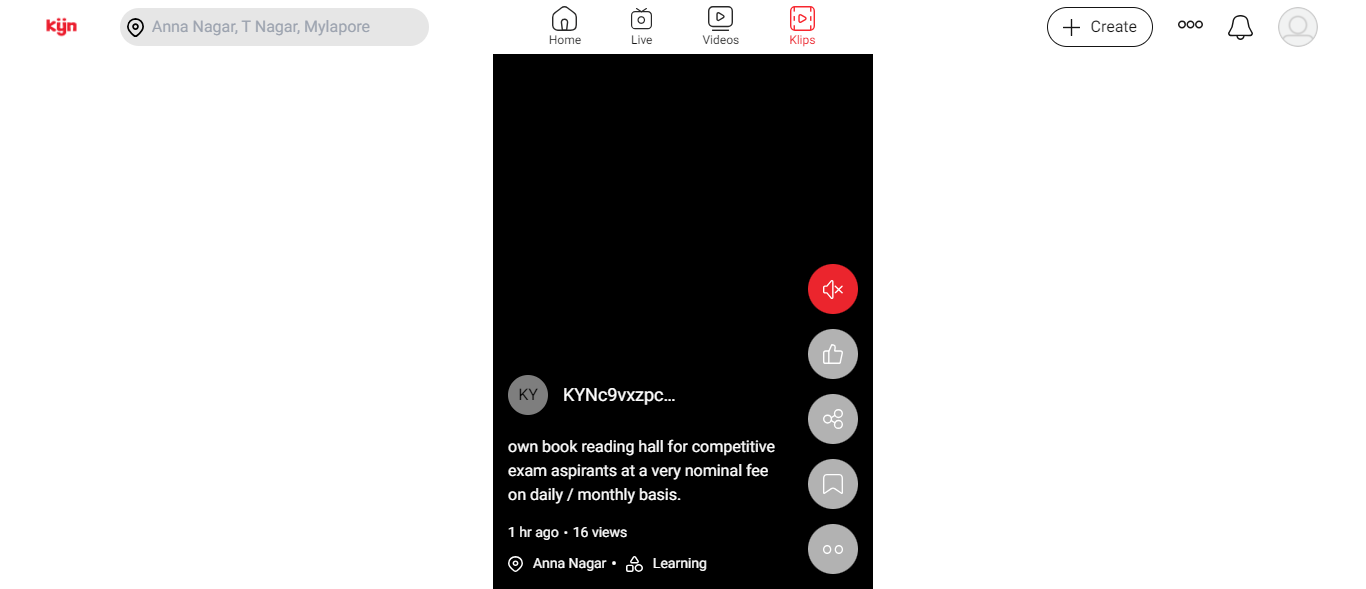 kyn
Anna Nagar, T Nagar, Mylapore
Home
Live
Videos
Klips
Create
KY
KYNc9vxzpc...
own book reading hall for competitive
exam aspirants at a very nominal fee
on daily / monthly basis.
1 hr ago • 16 views
Anna Nagar • Learning